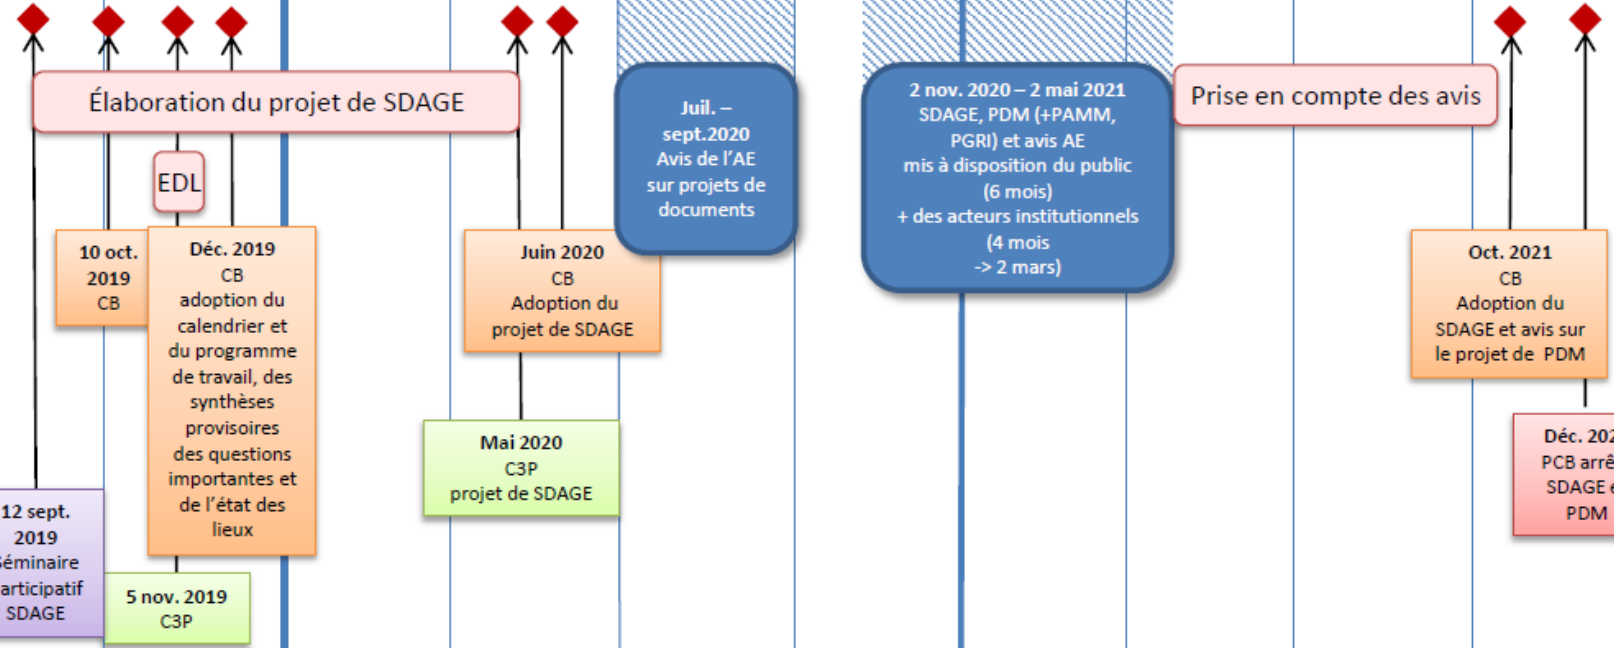 Élaboration du projet de SDAGE
EDL
10 oct.
2019
CB
Déc. 2019
CB
adoption du
calendrier et
du programme
de travail, des
synthèses
provisoires
des questions
importantes et
de l'état des
lieux
12 sept.
2019
SDAGE
5 nov. 2019
C3P
Juin 2020
CB
Adoption du
projet de SDAGE
Mai 2020
C3P
projet de SDAGE
Juil. –
sept.2020
Avis de l'AE
sur projets de
documents
2 nov. 2020 – 2 mai 2021
SDAGE, PDM (+PAMM,
PGRI) et avis AE
mis à disposition du public
(6 mois)
+ des acteurs institutionnels
(4 mois
-> 2 mars)
Prise en compte des avis
Oct. 2021
CB
Adoption du
SDAGE et avis sur
le projet de PDM
Déc.
PCB
SDAGE
PDM